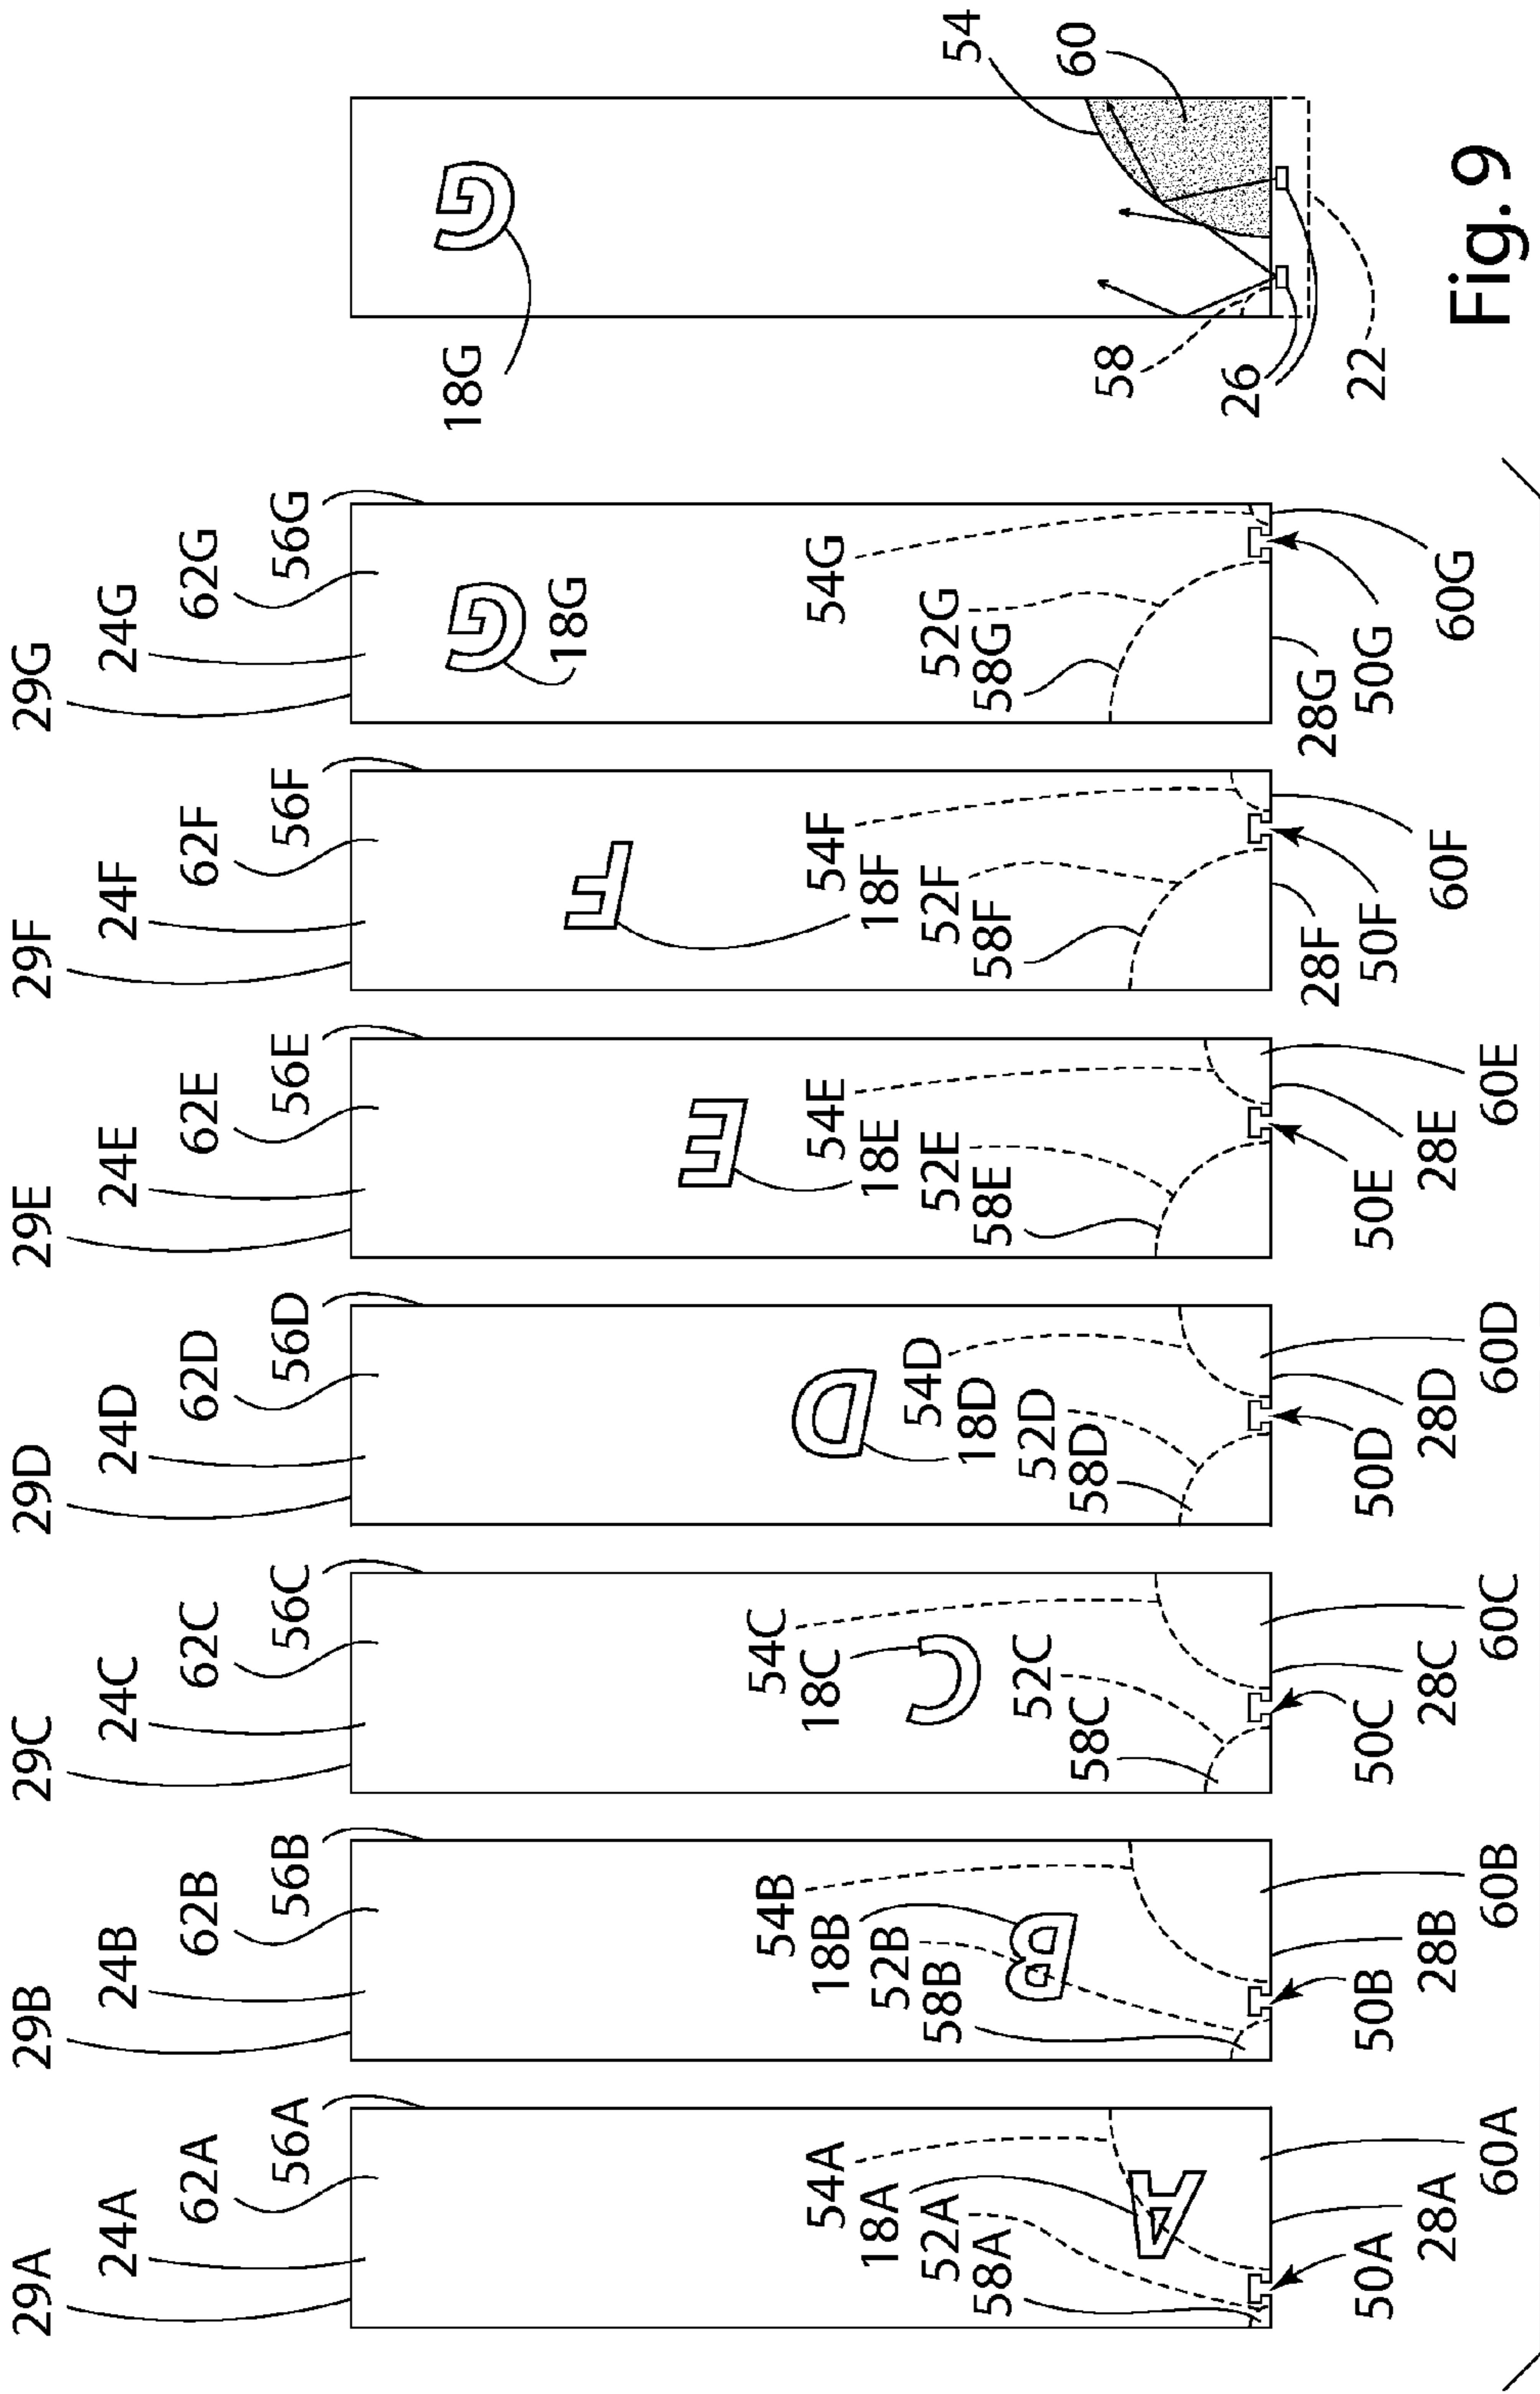 29A 29B 29C 29D 29E 29F 29G
24A 24B 24C 24D 24E 24F 24G
62A 62B 62C 62D 62E 62F 62G
56A 56B 56C 56D 56E 56F 56G
G
18G
F
E
54A 54B 54C D 54D 54E 54F 54G
18A 18B 18C 18D 18E 18F
52A 52B C 52C 52D 52E 52F 52G
58A 58B 58C 58D 58E 58F 58G
B
A
28F 28G
50A 50B 50C 50D 50E 50F 50G
28A 28B 28C 28D 28E
60F 60G
60A 60B 60C 60D 60E
18G
G
54
60
58
26
22
Fig. 9